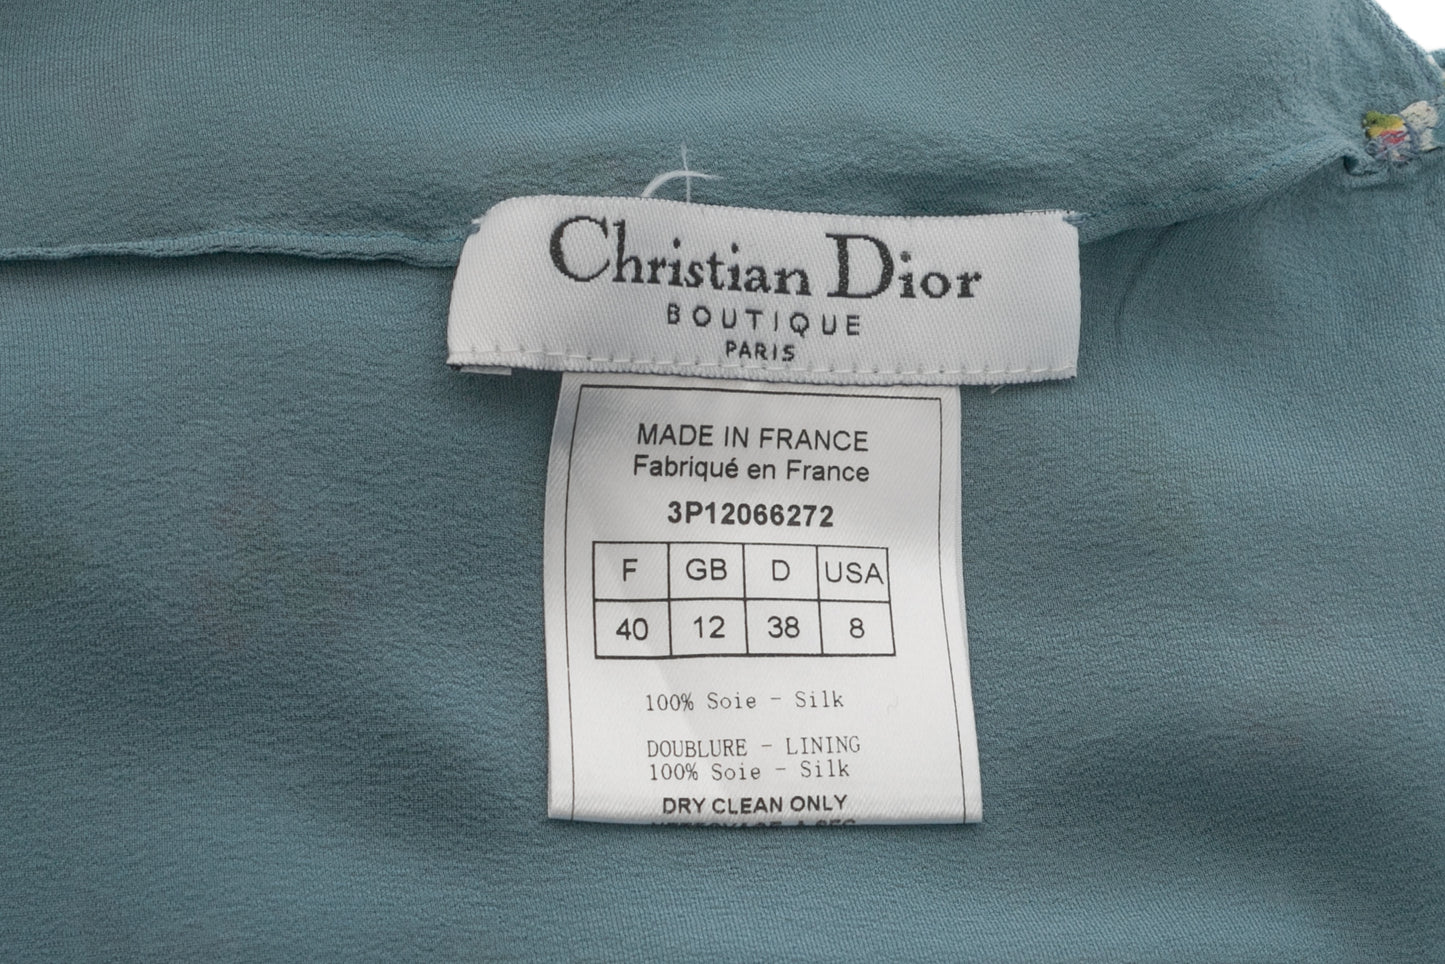 Christian Dior
BOUTIQUE
PARIS
MADE IN FRANCE
Fabriqué en France
3P12066272
F GB D USA
40 12 38 8
100% Soie - Silk
DOUBLURE - LINING
100% Soie - Silk
DRY CLEAN ONLY